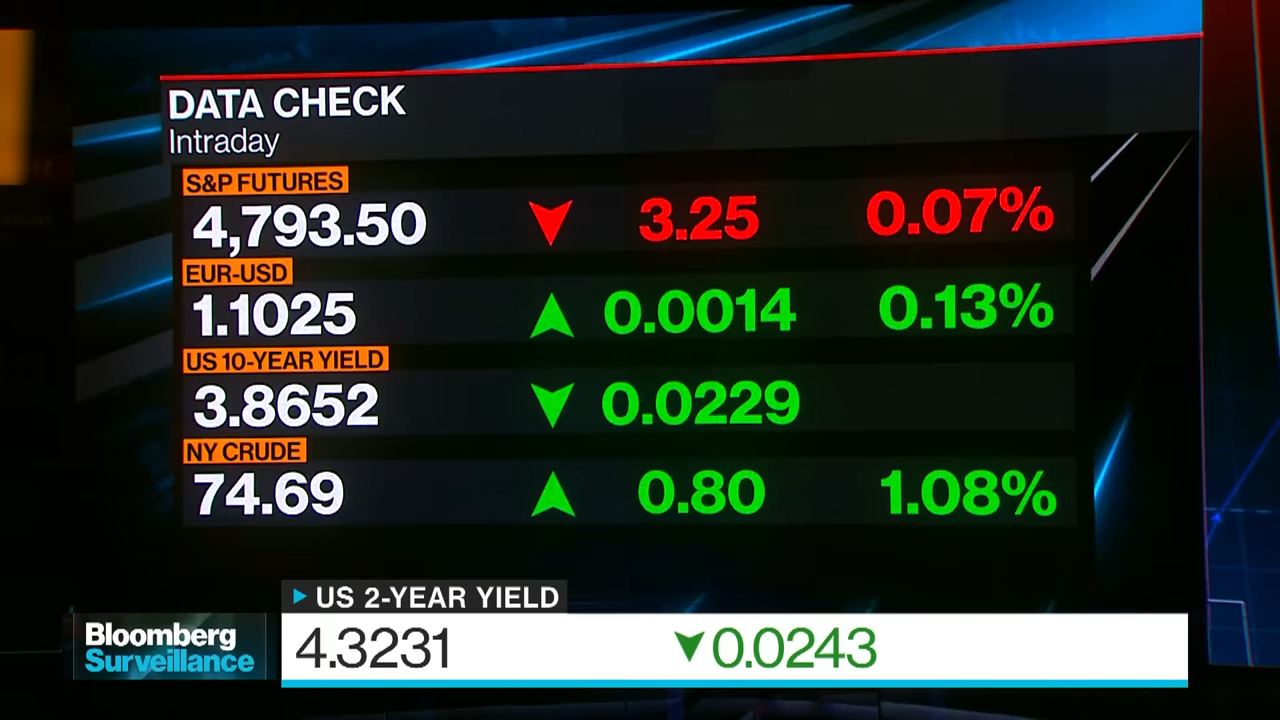 DATA CHECK
Intraday
S&P FUTURES
4,793.50 ▼ 3.25 0.07%
EUR-USD
1.1025 ▲ 0.0014 0.13%
US 10-YEAR YIELD
3.8652 ▼ 0.0229
NY CRUDE
74.69 ▲ 0.80 1.08%
US 2-YEAR YIELD
4.3231 ▼0.0243
Bloomberg
Surveillance